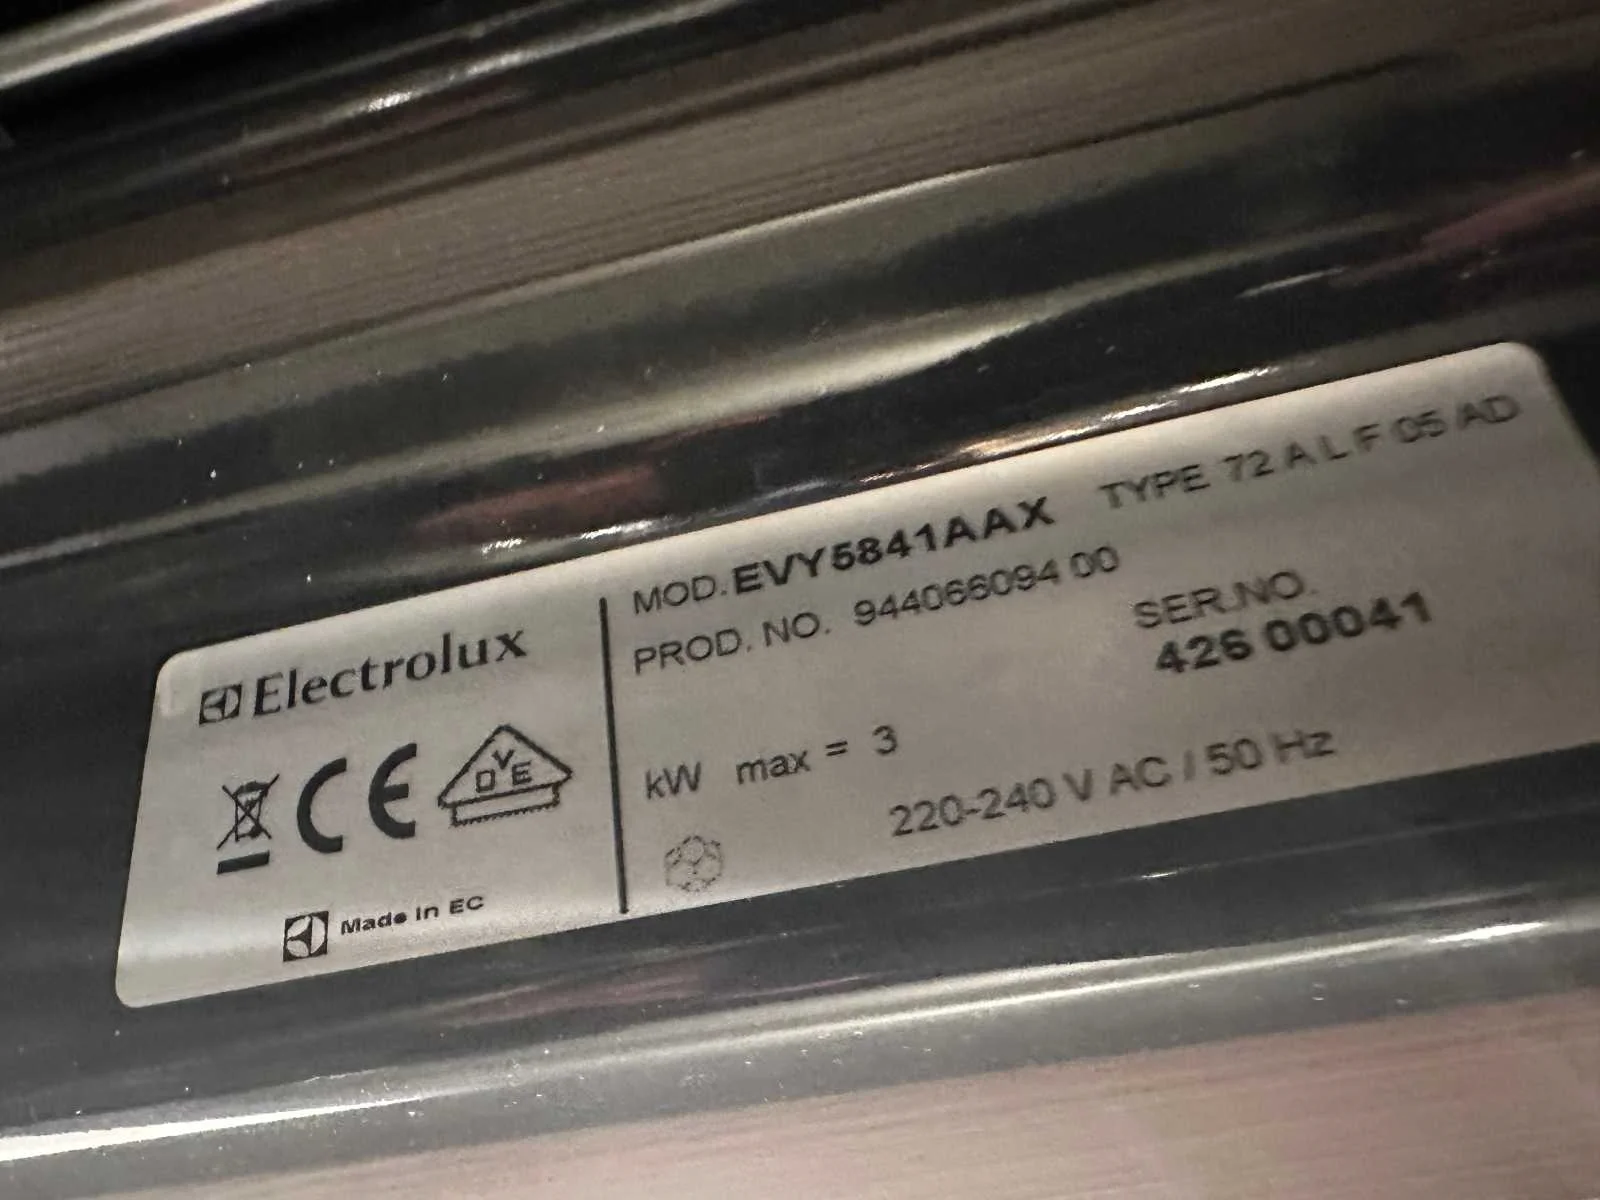 Electrolux
DVE
Made in EC
MOD. EVY5841AAX TYPE 72 A L F 05 AD
PROD. NO. 944066094 00
SER.NO.
426 00041
kW max = 3
220-240 V AC / 50 Hz